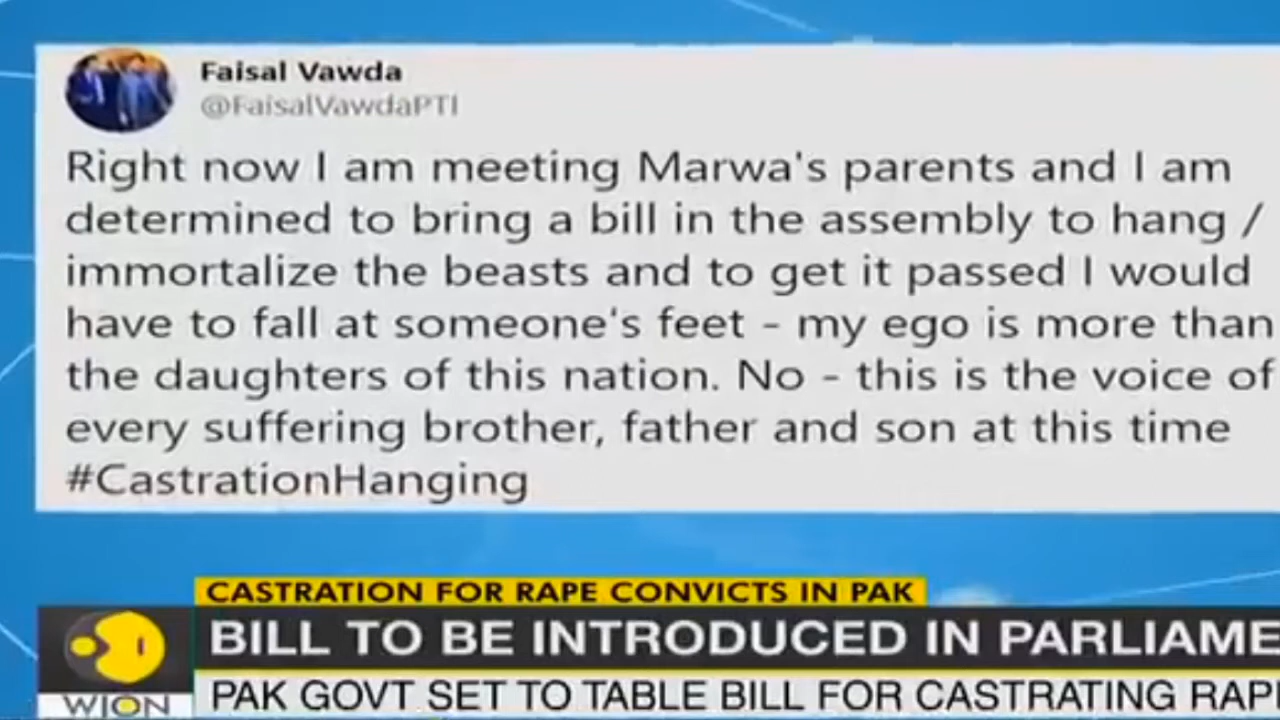 Faisal Vawda
@FaisalVawdaPTI
Right now I am meeting Marwa's parents and I am
determined to bring a bill in the assembly to hang /
immortalize the beasts and to get it passed I would
have to fall at someone's feet - my ego is more than
the daughters of this nation. No - this is the voice of
every suffering brother, father and son at this time
#CastrationHanging
CASTRATION FOR RAPE CONVICTS IN PAK
BILL TO BE INTRODUCED IN PARLIAME
PAK GOVT SET TO TABLE BILL FOR CASTRATING RAPI
WION